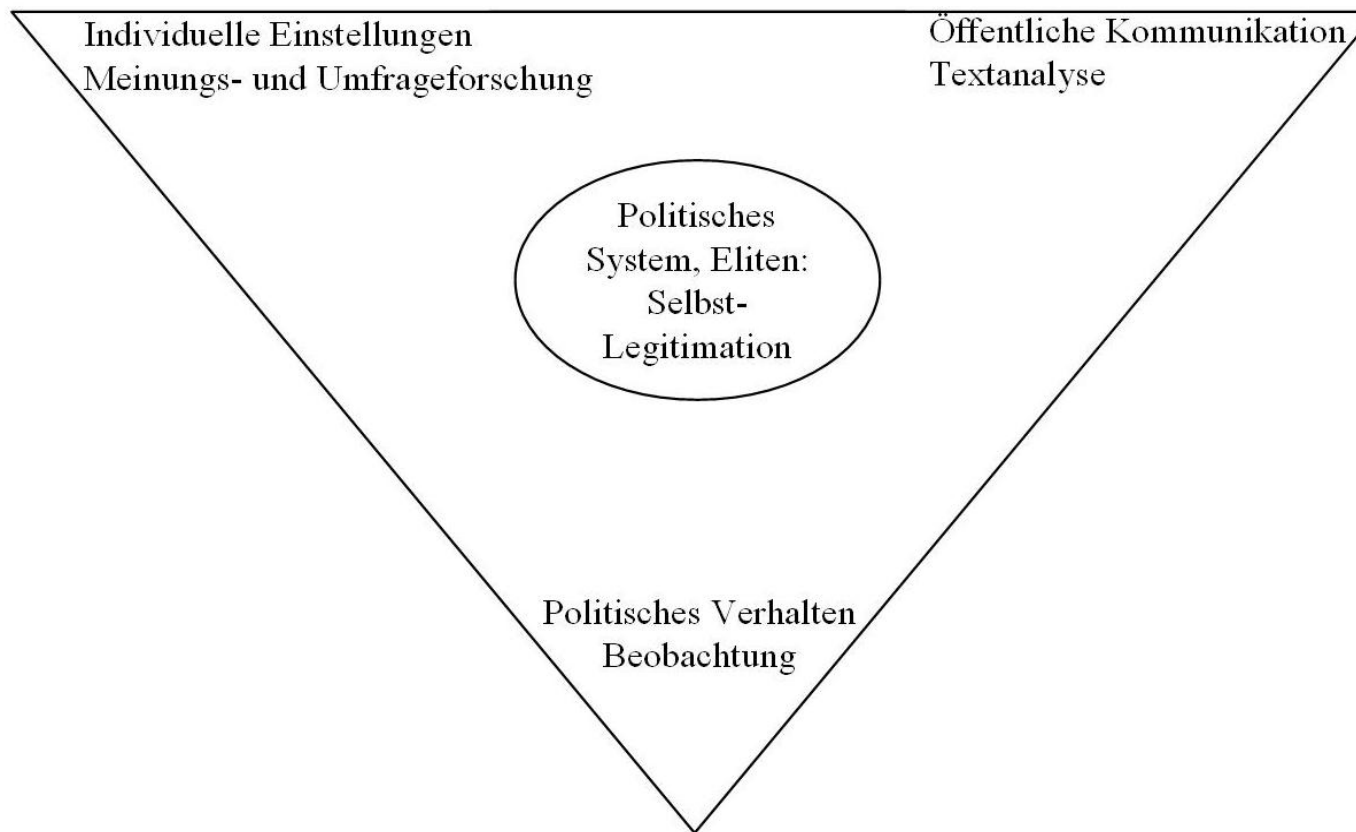 Individuelle Einstellungen
Meinungs- und Umfrageforschung
Öffentliche Kommunikation
Textanalyse
Politisches
System, Eliten:
Selbst-
Legitimation
Politisches Verhalten
Beobachtung